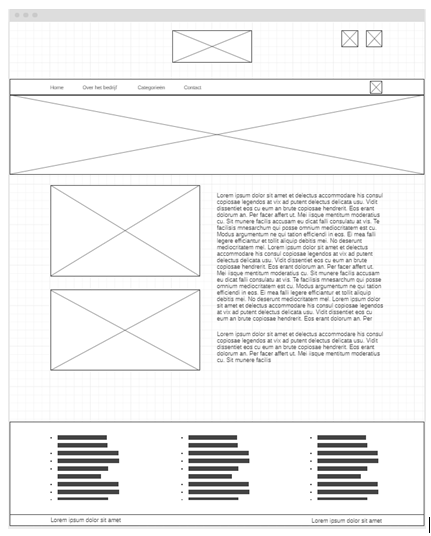 Home Over het bedrijf Categorieen Contact
Lorem ipsum dolor sit amet et delectus accommodare his consul
copiosae legendos at vix ad putent delectus delicata usu. Vidit
dissentiet eos cu eum an brute copiosae hendrerit. Eos erant
dolorum an. Per facer affert ut. Mei iisque mentitum moderatius
cu. Sit munere facilis accusam eu dicat falli consulatu at vis. Te
facilisis mnesarchum qui posse omnium mediocritatem est cu.
Modus argumentum ne qui tation efficiendi in eos. Ei mea falli
legere efficiantur et tollit aliquip debitis mei. No deserunt
mediocritatem mel. Lorem ipsum dolor sit amet et delectus
accommodare his consul copiosae legendos at vix ad putent
delectus delicata usu. Vidit dissentiet eos cu eum an brute
copiosae hendrerit. Eos erant dolorum an. Per facer affert ut.
Mei iisque mentitum moderatius cu. Sit munere facilis accusam eu
dicat falli consulatu at vis. Te facilisis mnesarchum qui posse
omnium mediocritatem est cu. Modus argumentum ne qui tation
efficiendi in eos. Ei mea falli legere efficiantur et tollit aliquip
debitis mei. No deserunt mediocritatem mel. Lorem ipsum dolor
sit amet et delectus accommodare his consul copiosae legendos
at vix ad putent delectus delicata usu. Vidit dissentiet eos cu
eum an brute copiosae hendrerit. Eos erant dolorum an. Per
Lorem ipsum dolor sit amet et delectus accommodare his consul
copiosae legendos at vix ad putent delectus delicata usu. Vidit
dissentiet eos cu eum an brute copiosae hendrerit. Eos erant
dolorum an. Per facer affert ut. Mei iisque mentitum moderatius
cu. Sit munere facilis
Lorem ipsum dolor sit amet Lorem ipsum dolor sit amet